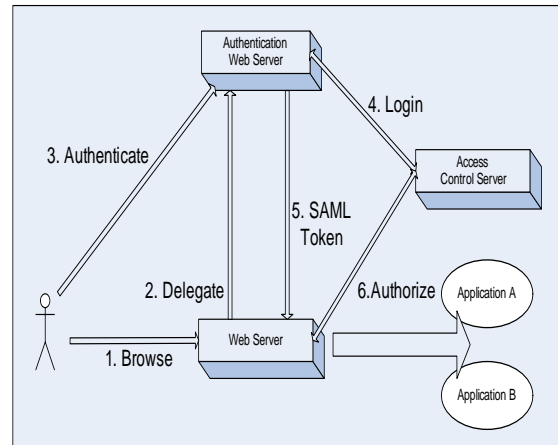 Authentication
Web Server
4. Login
3. Authenticate
Access
Control Server
5. SAML
Token
2. Delegate
6.Authorize
Application A
Web Server
1. Browse
Application B